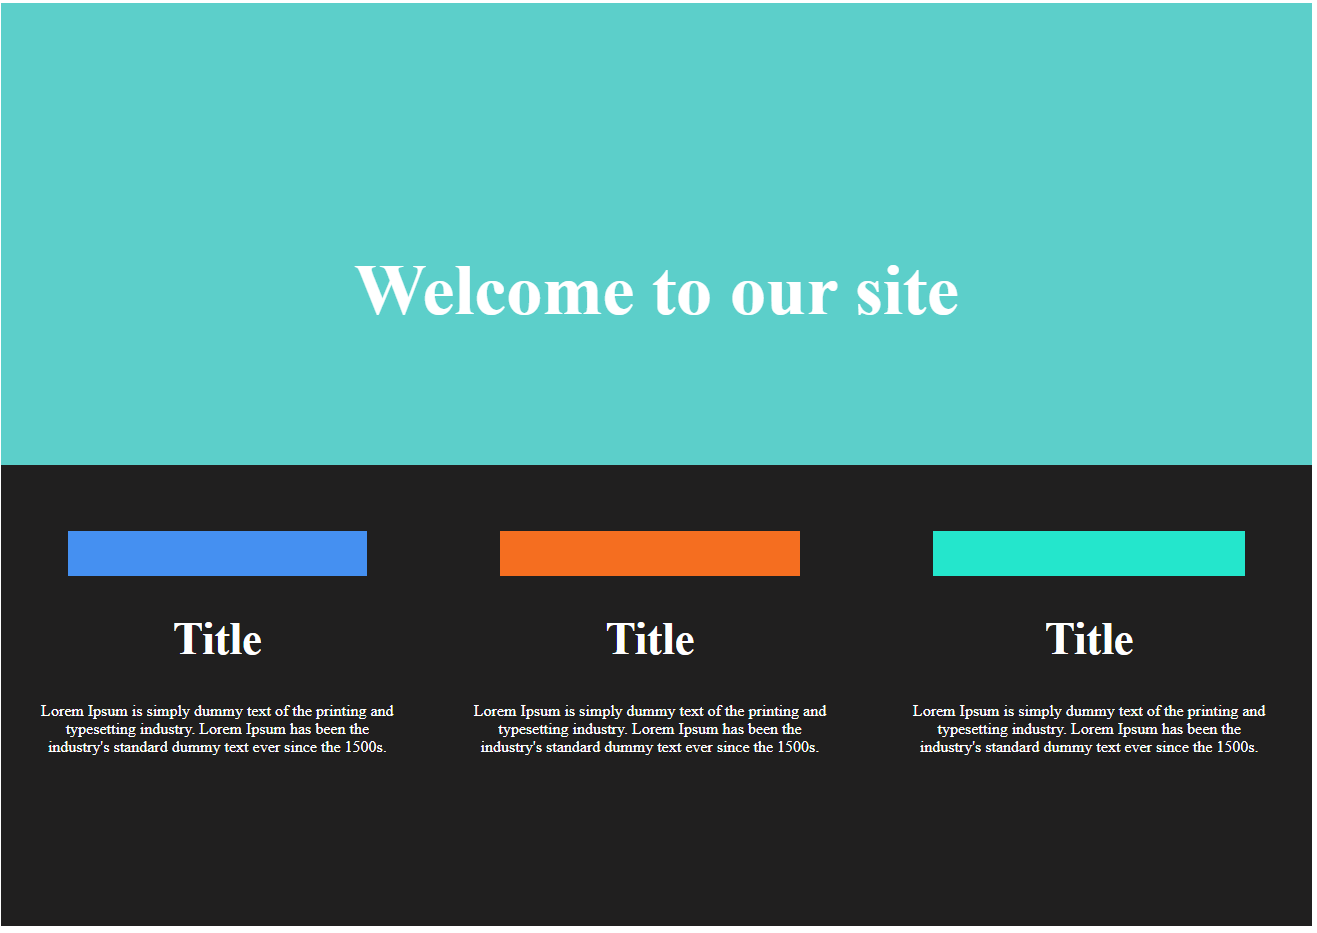 Welcome to our site
Title
Lorem Ipsum is simply dummy text of the printing and
typesetting industry. Lorem Ipsum has been the
industry's standard dummy text ever since the 1500s.
Title
Lorem Ipsum is simply dummy text of the printing and
typesetting industry. Lorem Ipsum has been the
industry's standard dummy text ever since the 1500s.
Title
Lorem Ipsum is simply dummy text of the printing and
typesetting industry. Lorem Ipsum has been the
industry's standard dummy text ever since the 1500s.